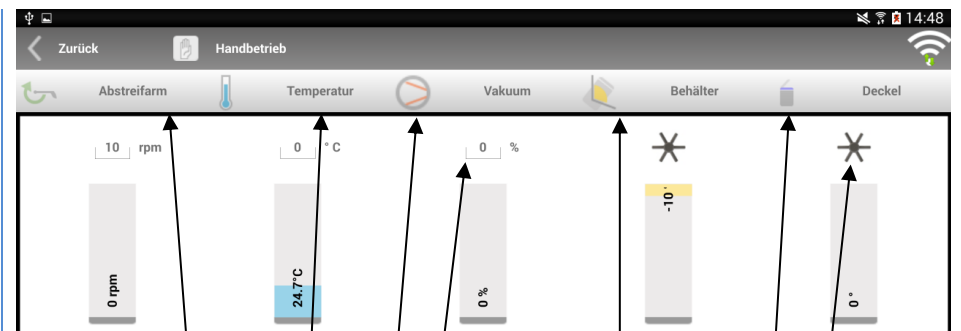 14:48
Zurück Handbetrieb
Abstreifarm Temperatur Vakuum Behälter Deckel
10 rpm 0 ° C 0 %
-10°
0 rpm 24.7°C 0 % 0 °